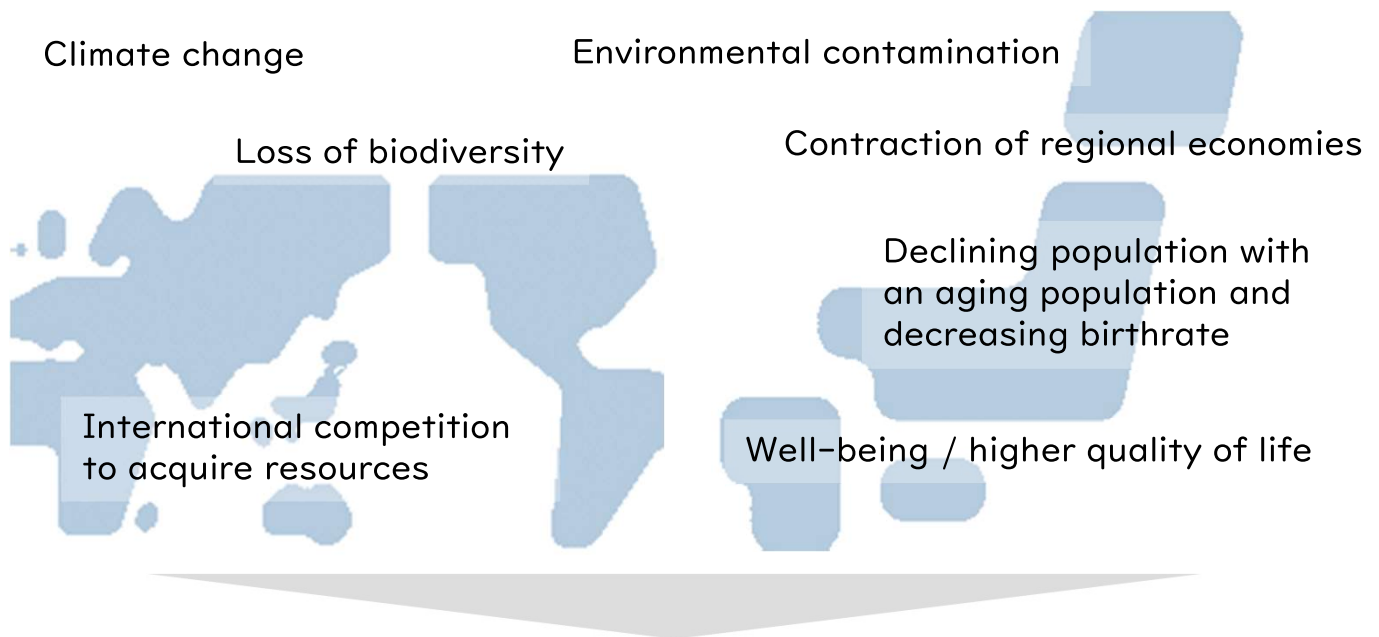 Climate change
Environmental contamination
Loss of biodiversity
Contraction of regional economies
Declining population with
an aging population and
decreasing birthrate
International competition
to acquire resources
Well-being / higher quality of life